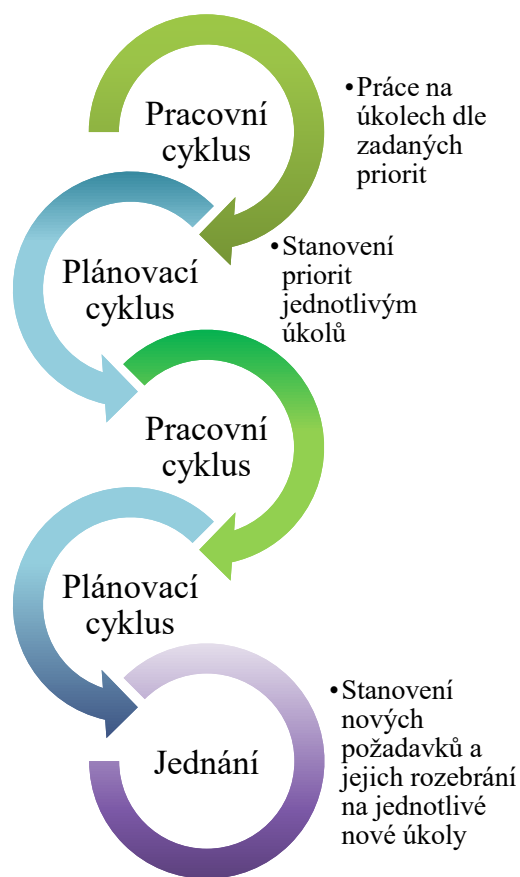 Pracovní
cyklus
•Práce na
úkolech dle
zadaných
priorit
Plánovací
cyklus
•Stanovení
priorit
jednotlivým
úkolů
Pracovní
cyklus
Plánovací
cyklus
Jednání
•Stanovení
nových
požadavků a
jejich rozebrání
na jednotlivé
nové úkoly